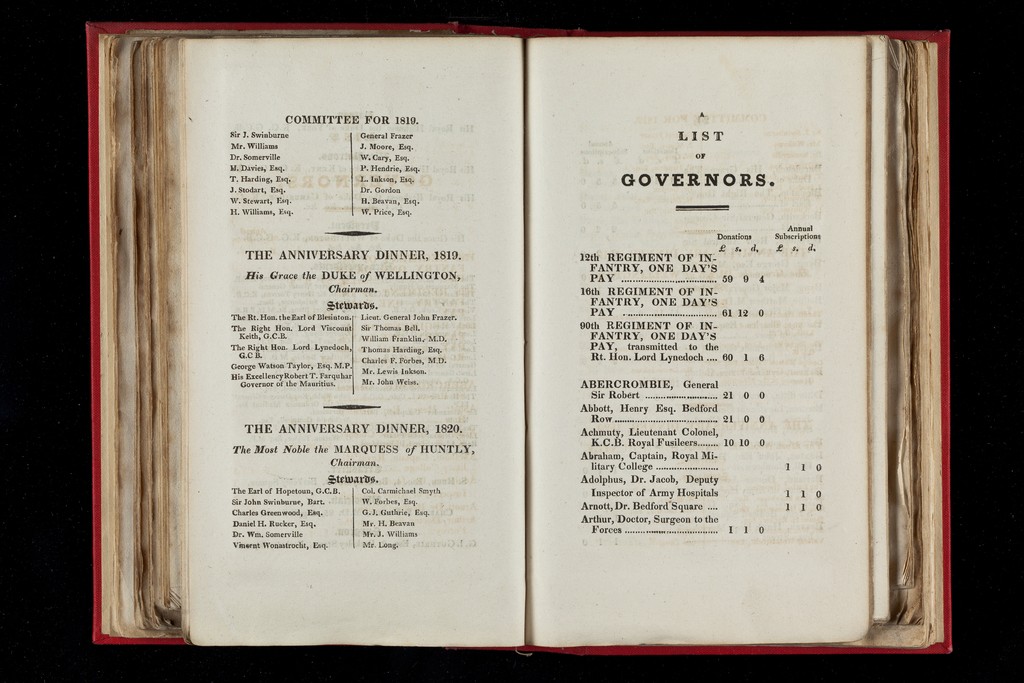 COMMITTEE FOR 1819.
Sir J. Swinburne
Mr. Williams
Dr. Somerville
M. Davies, Esq.
T. Harding, Esq.
J. Stodart, Esq.
W. Stewart, Esq.
H. Williams, Esq.
General Frazer
J. Moore, Esq.
W. Cary, Esq.
P. Hendrie, Esq.
L. Inkson, Esq.
Dr. Gordon
H. Beavan, Esq.
W. Price, Esq.
THE ANNIVERSARY DINNER, 1819.
His Grace the DUKE of WELLINGTON,
Chairman.
Stewards.
The Rt. Hon. the Earl of Blesinton.
The Right Hon. Lord Viscount
Keith, G.C.B.
The Right Hon. Lord Lynedoch,
G.C B.
George Watson Taylor, Esq. M.P.
His Excellency Robert T. Farquhar
Governor of the Mauritius.
Lieut. General John Frazer.
Sir Thomas Bell.
William Franklin, M.D.
Thomas Harding, Esq.
Charles F. Forbes, M.D.
Mr. Lewis Inkson.
Mr. John Weiss.
THE ANNIVERSARY DINNER, 1820.
The Most Noble the MARQUESS of HUNTLY,
Chairman.
Stewards.
The Earl of Hopetoun, G.C.B.
Sir John Swinburne, Bart.
Charles Greenwood, Esq.
Daniel H. Rucker, Esq.
Dr. Wm. Somerville
Vincent Wonastrocht, Esq.
Col. Carmichael Smyth
W. Forbes, Esq.
G.J. Guthrie, Esq.
Mr. H. Beavan
Mr. J. Williams
Mr. Long.
A
LIST
OF
GOVERNORS.
Donations Annual Subscriptions
£ s. d. £ s. d.
12th REGIMENT OF IN-
FANTRY, ONE DAY'S
PAY .................................... 59 9 4
16th REGIMENT OF IN-
FANTRY, ONE DAY'S
PAY .................................... 61 12 0
90th REGIMENT OF IN-
FANTRY, ONE DAY'S
PAY, transmitted to the
Rt. Hon. Lord Lynedoch .... 60 1 6
ABERCROMBIE, General
Sir Robert .......................... 21 0 0
Abbott, Henry Esq. Bedford
Row...................................... 21 0 0
Achmuty, Lieutenant Colonel,
K.C.B. Royal Fusileers........ 10 10 0
Abraham, Captain, Royal Mi-
litary College ....................... 1 1 0
Adolphus, Dr. Jacob, Deputy
Inspector of Army Hospitals 1 1 0
Arnott, Dr. Bedford Square .... 1 1 0
Arthur, Doctor, Surgeon to the
Forces .................................. 1 1 0